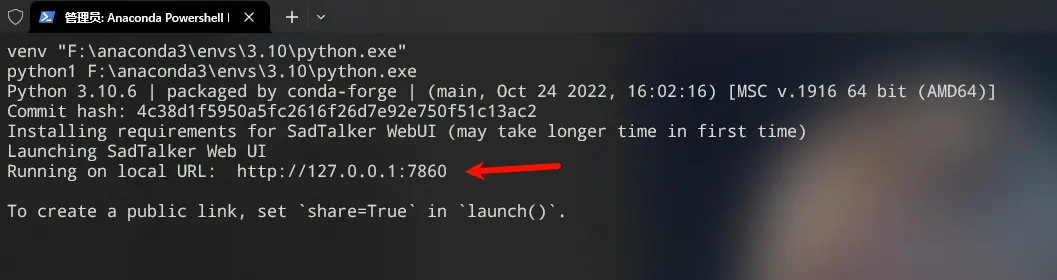 管理员: Anaconda Powershell
venv "F:\anaconda3\envs\3.10\python.exe"
python1 F:\anaconda3\envs\3.10\python.exe
Python 3.10.6 | packaged by conda-forge | (main, Oct 24 2022, 16:02:16) [MSC v.1916 64 bit (AMD64)]
Commit hash: 4c38d1f5950a5fc2616f26d7e92e750f51c13ac2
Installing requirements for SadTalker WebUI (may take longer time in first time)
Launching SadTalker Web UI
Running on local URL:  http://127.0.0.1:7860
To create a public link, set `share=True` in `launch()`.